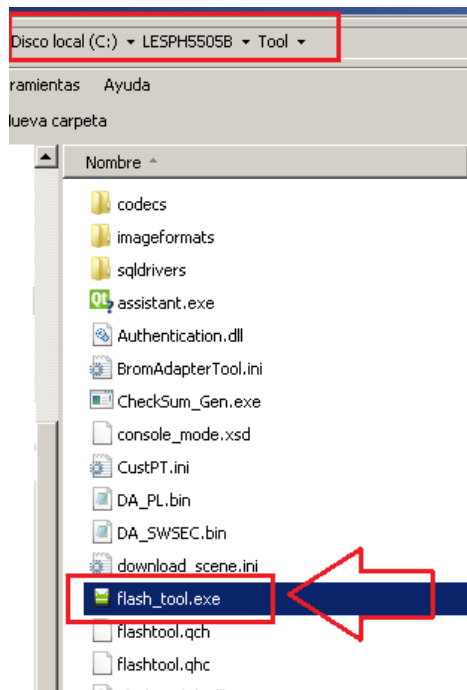 Disco local (C:) LESPH5505B Tool
ramientas Ayuda
lueva carpeta
Nombre
codecs
imageformats
sqldrivers
assistant.exe
Authentication.dll
BromAdapterTool.ini
CheckSum_Gen.exe
console_mode.xsd
CustPT.ini
DA_PL.bin
DA_SWSEC.bin
download_scene.ini
flash_tool.exe
flashtool.qch
flashtool.qhc